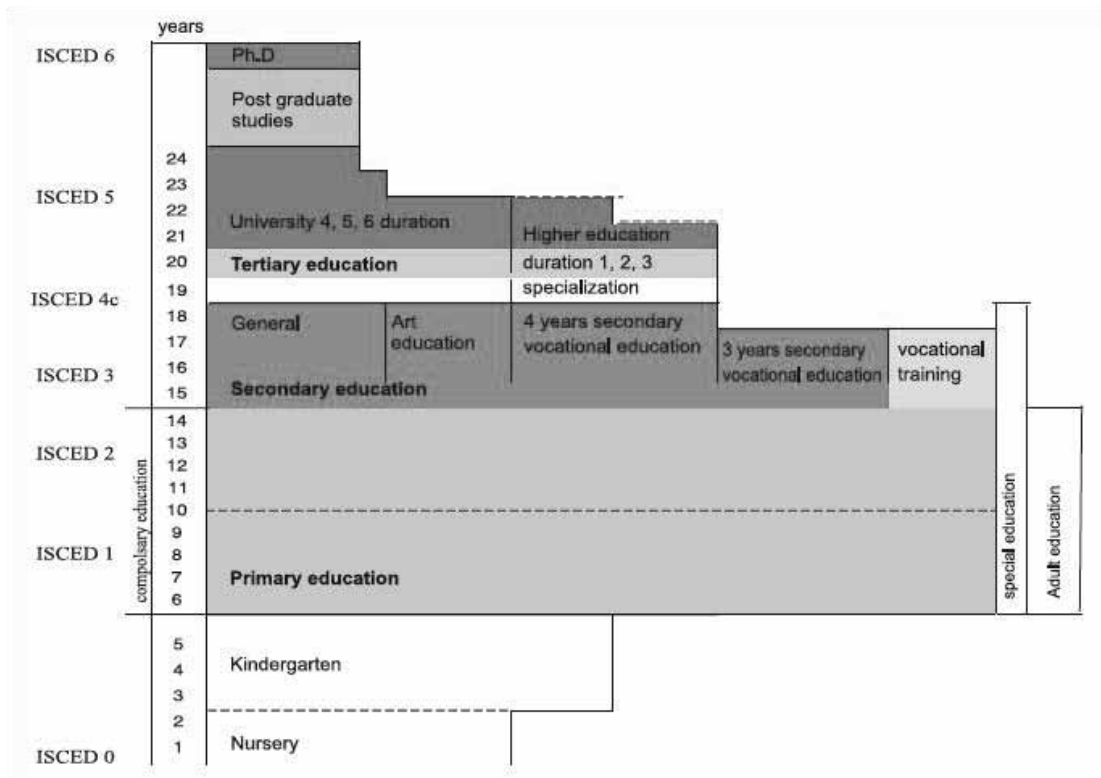 years
ISCED 6
Ph.D
Post graduate
studies
24
23
ISCED 5
22
University 4, 5, 6 duration
21
Higher education
20
Tertiary education
duration 1, 2, 3
19
specialization
ISCED 4c
18
General
Art
education
4 years secondary
vocational education
17
3 years secondary
vocational education
vocational
training
16
ISCED 3
15
Secondary education
14
13
ISCED 2
12
11
10
9
ISCED 1
8
7
Primary education
6
compolsary education
special education
Adult education
5
4
Kindergarten
3
2
1
Nursery
ISCED 0